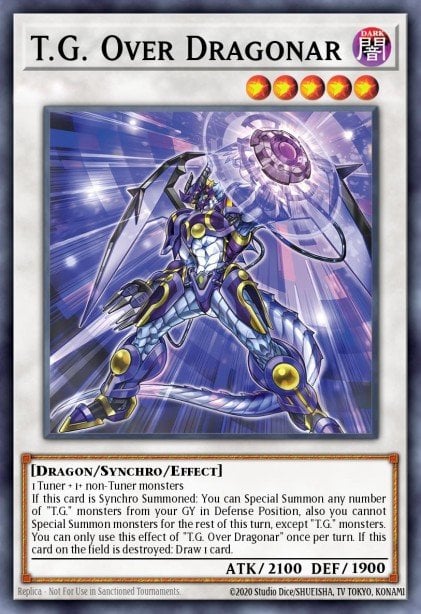 T.G. OVER DRAGONAR
DARK
闇
[DRAGON/SYNCHRO/EFFECT]
1 Tuner + 1+ non-Tuner monsters
If this card is Synchro Summoned: You can Special Summon any number
of "T.G." monsters from your GY in Defense Position, also you cannot
Special Summon monsters for the rest of this turn, except "T.G." monsters.
You can only use this effect of "T.G. Over Dragonar" once per turn. If this
card on the field is destroyed: Draw 1 card.
ATK/ 2100 DEF/ 1900
Replica - Not For Use in Sanctioned Tournaments.
©2020 Studio Dice/SHUEISHA, TV TOKYO, KONAMI